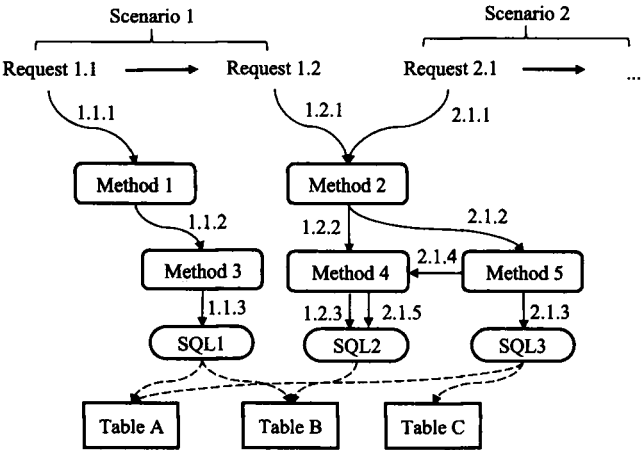 Scenario 1
Scenario 2
Request 1.1
Request 1.2
Request 2.1
...
1.1.1
1.2.1
2.1.1
Method 1
Method 2
1.1.2
1.2.2
2.1.2
Method 3
Method 4
2.1.4
Method 5
1.1.3
1.2.3
2.1.5
2.1.3
SQL1
SQL2
SQL3
Table A
Table B
Table C